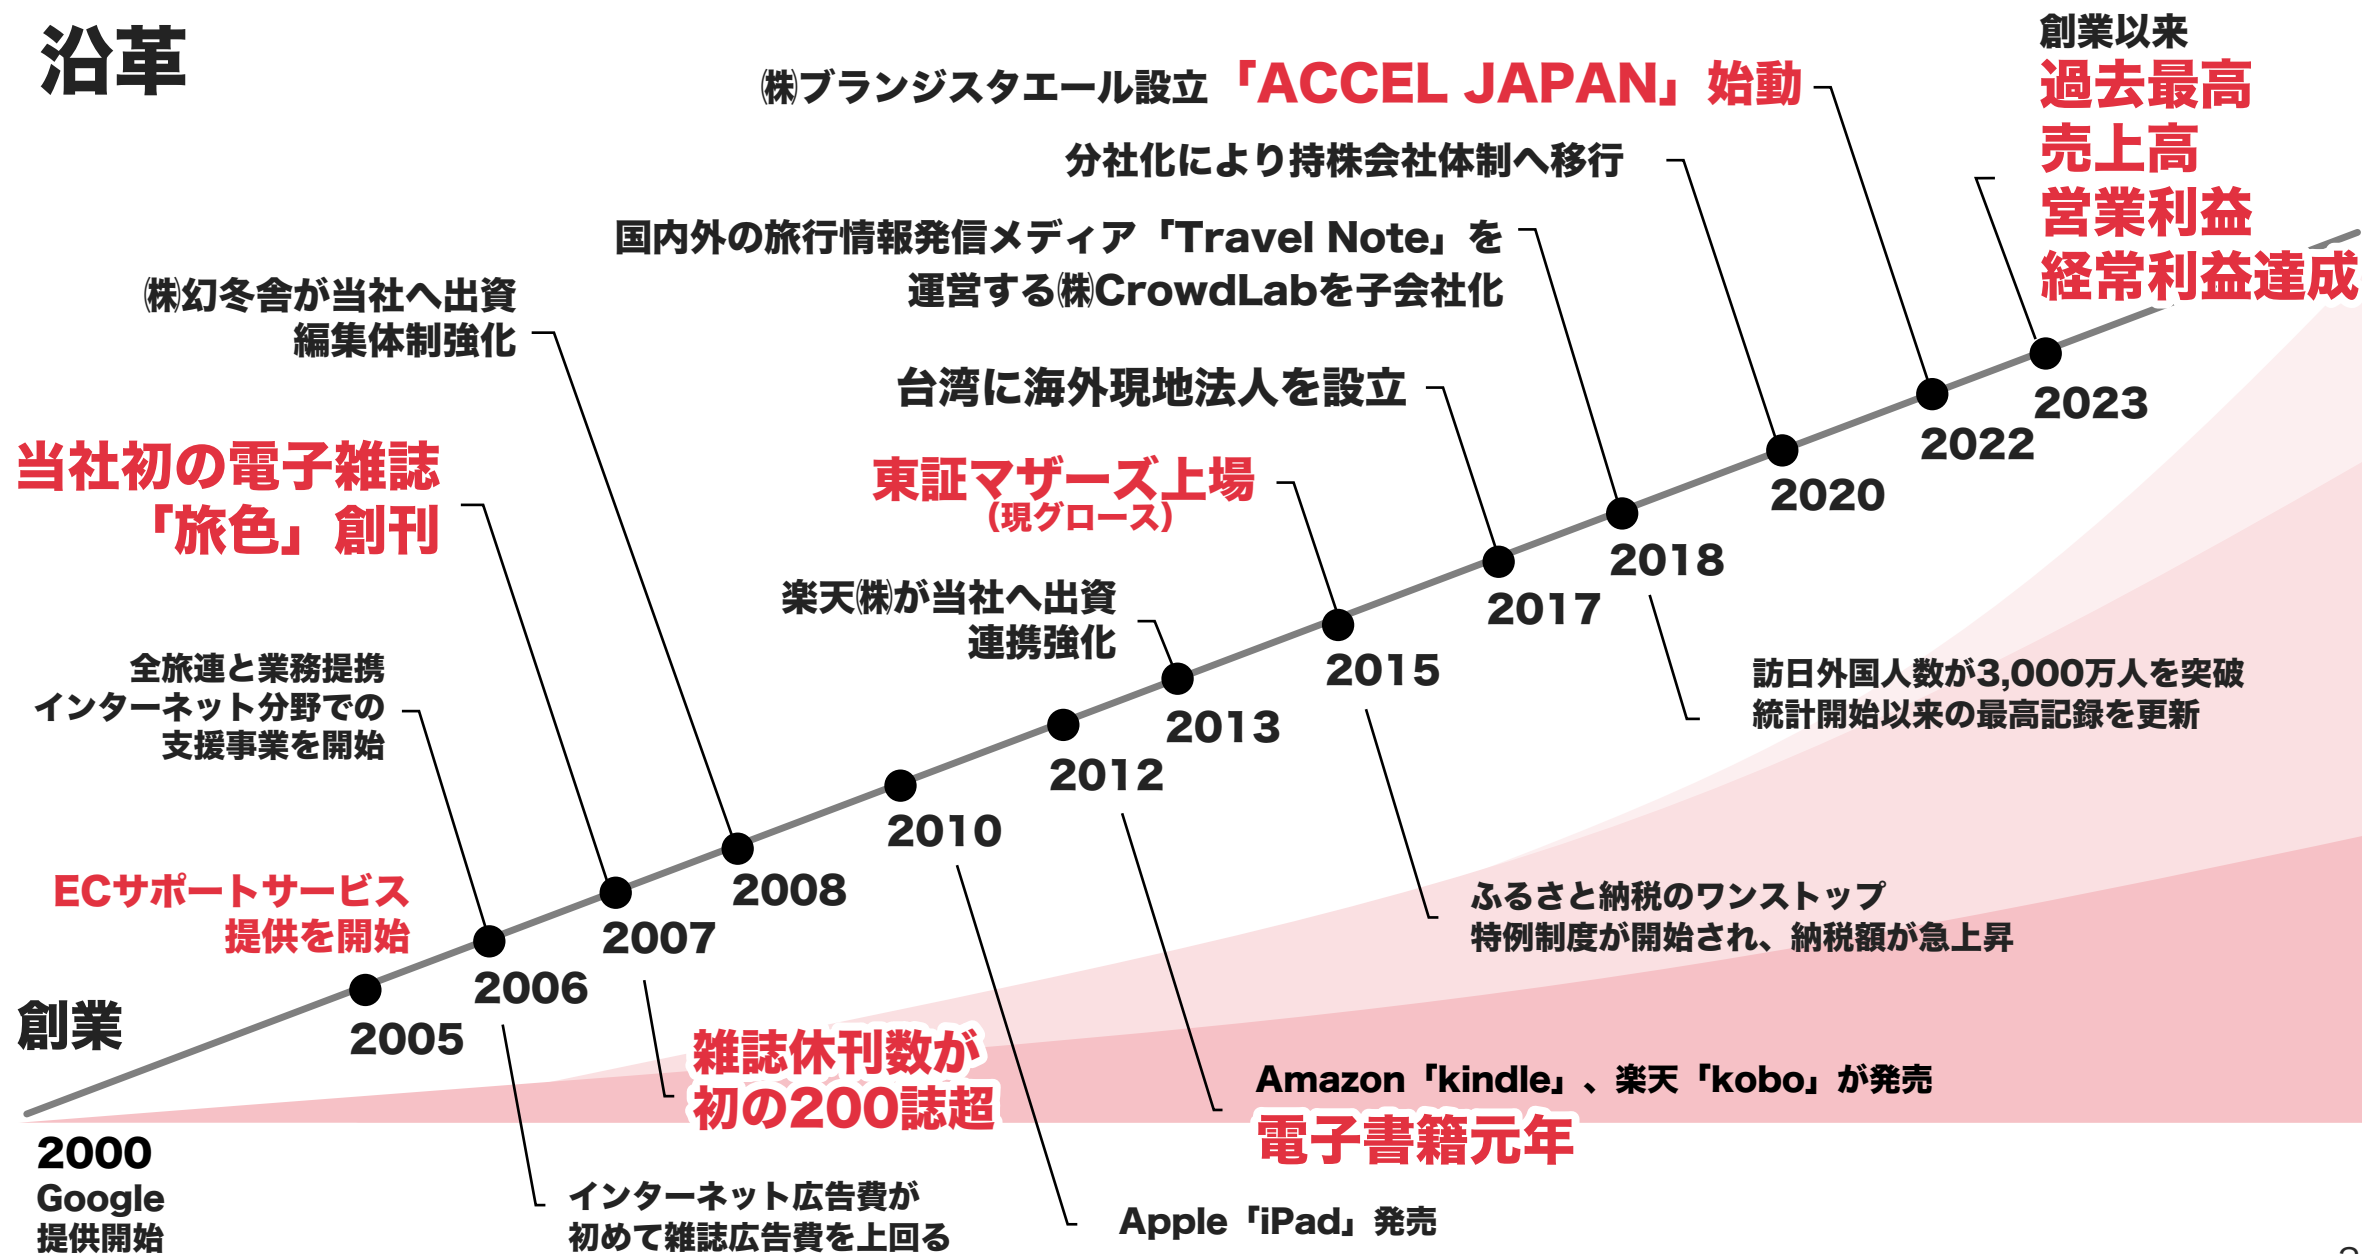 沿革
創業以来
過去最高
売上高
営業利益
経常利益達成
㈱ブランジスタエール設立「ACCEL JAPAN」始動
分社化により持株会社体制へ移行
国内外の旅行情報発信メディア「Travel Note」を
運営する㈱CrowdLabを子会社化
㈱幻冬舎が当社へ出資
編集体制強化
台湾に海外現地法人を設立
当社初の電子雑誌
「旅色」創刊
東証マザーズ上場
(現グロース)
楽天㈱が当社へ出資
連携強化
全旅連と業務提携
インターネット分野での
支援事業を開始
ECサポートサービス
提供を開始
創業
2000
Google
提供開始
2005
2006
2007
2008
2010
2012
2013
2015
2017
2018
2020
2022
2023
訪日外国人数が3,000万人を突破
統計開始以来の最高記録を更新
ふるさと納税のワンストップ
特例制度が開始され、納税額が急上昇
雑誌休刊数が
初の200誌超
Amazon「kindle」、楽天「kobo」が発売
電子書籍元年
インターネット広告費が
初めて雑誌広告費を上回る
Apple「iPad」発売